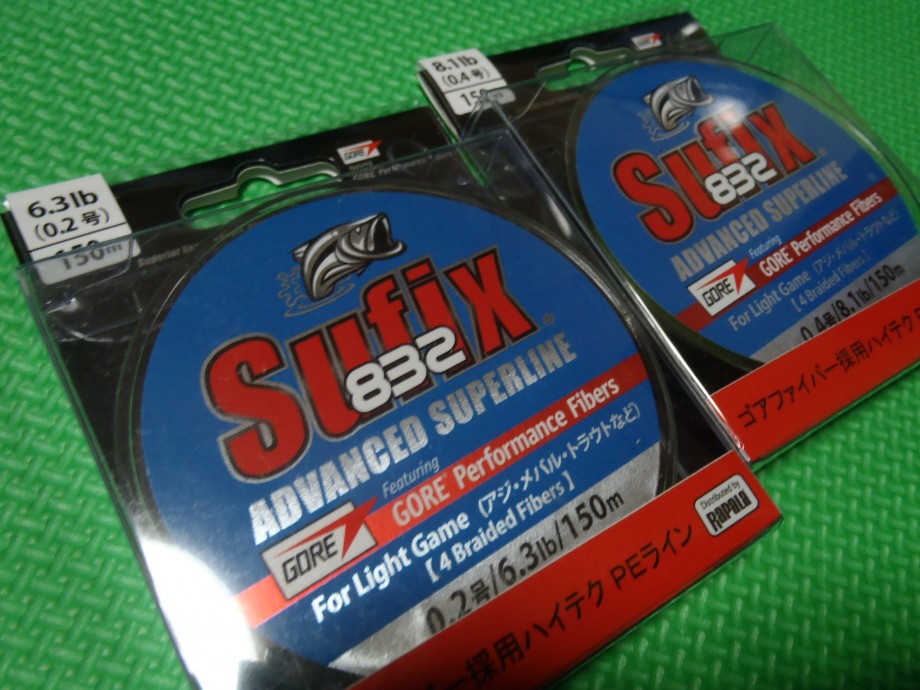 6.3lb
(0.2号)
150m
GORE
Sufix
832
ADVANCED SUPERLINE
Featuring
GORE Performance Fibers
GORE
For Light Game (アジ・メバル・トラウトなど)
[4 Braided Fibers]
0.2号/6.3lb/150m
Distributed by
Rapala
採用ハイテク PEライン
8.1lb
(0.4号)
150m
GORE
Sufix
832
ADVANCED SUPERLINE
Featuring
GORE Performance Fibers
GORE
For Light Game (アジ・メバル・トラウトなど)
[4 Braided Fibers]
0.4号/8.1lb/150m
ゴアファイバー採用ハイテク